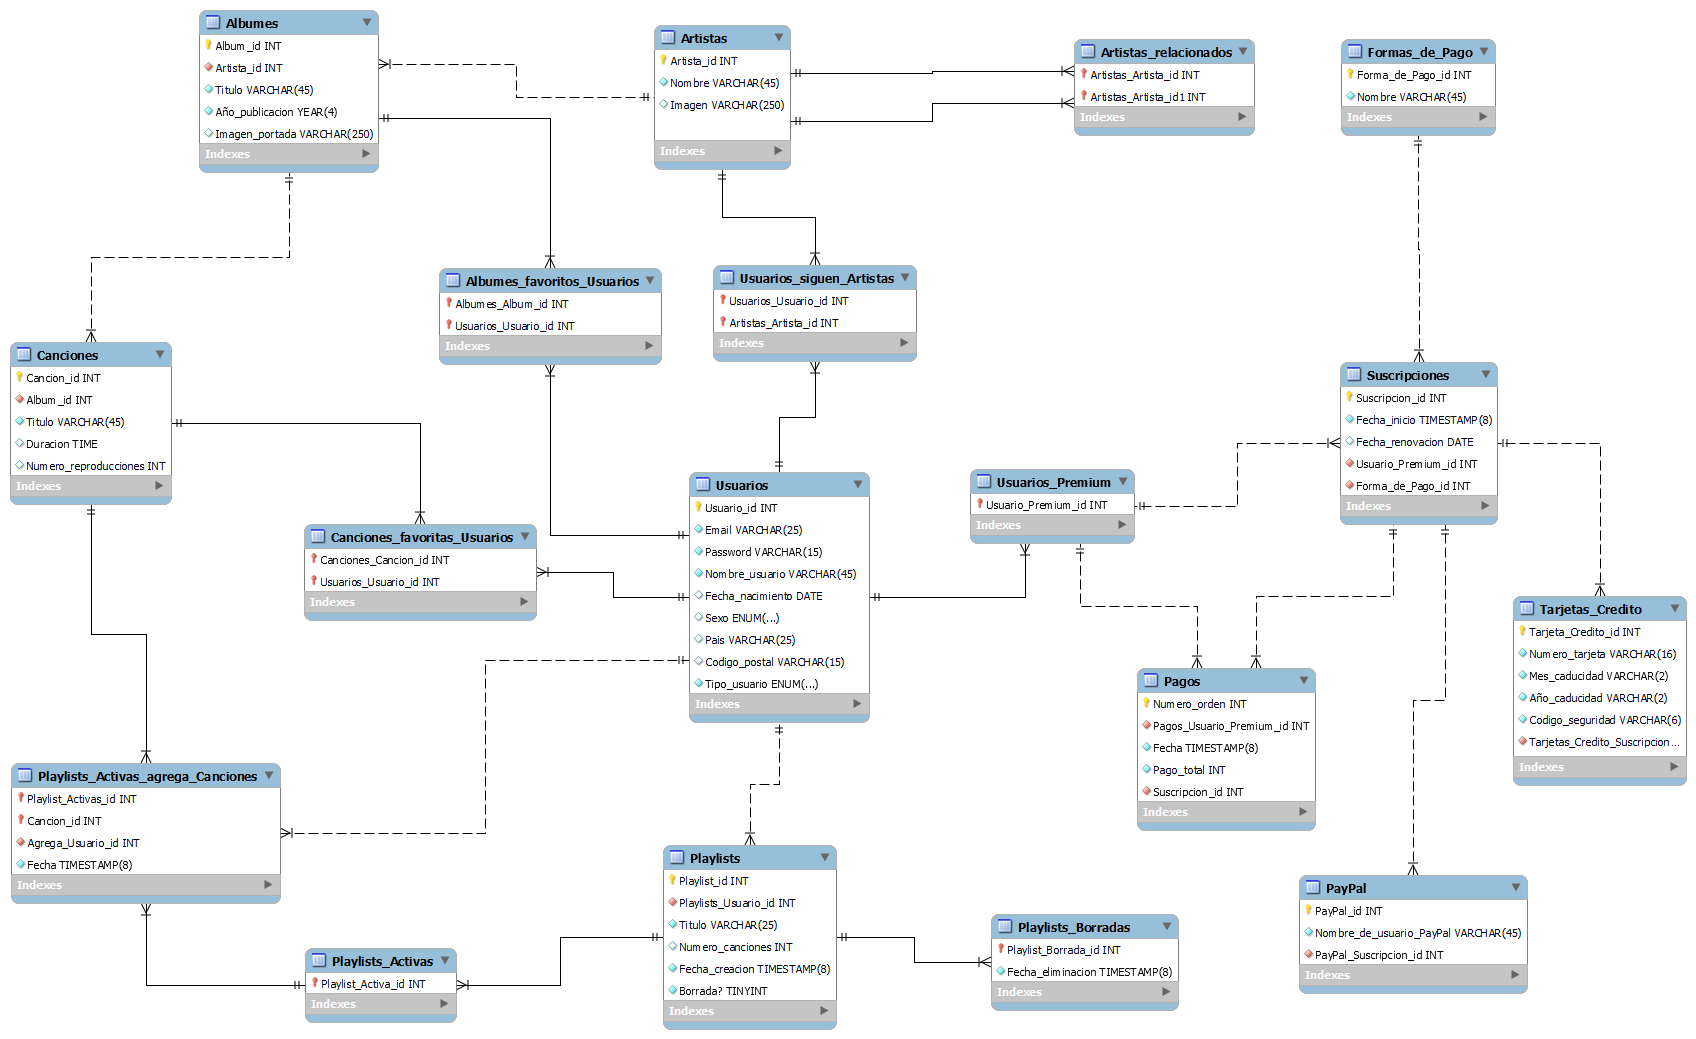 Albumes
Album_id INT
Artista_id INT
Titulo VARCHAR(45)
Año_publicacion YEAR(4)
Imagen_portada VARCHAR(250)
Indexes
Artistas
Artista_id INT
Nombre VARCHAR(45)
Imagen VARCHAR(250)
Indexes
Artistas_relacionados
Artistas_Artista_id INT
Artistas_Artista_id1 INT
Indexes
Formas_de_Pago
Forma_de_Pago_id INT
Nombre VARCHAR(45)
Indexes
Albumes_favoritos_Usuarios
Albumes_Album_id INT
Usuarios_Usuario_id INT
Indexes
Usuarios_siguen_Artistas
Usuarios_Usuario_id INT
Artistas_Artista_id INT
Indexes
Canciones
Cancion_id INT
Album_id INT
Titulo VARCHAR(45)
Duracion TIME
Numero_reproducciones INT
Indexes
Suscripciones
Suscripcion_id INT
Fecha_inicio TIMESTAMP(8)
Fecha_renovacion DATE
Usuario_Premium_id INT
Forma_de_Pago_id INT
Indexes
Usuarios
Usuario_id INT
Email VARCHAR(25)
Password VARCHAR(15)
Nombre_usuario VARCHAR(45)
Fecha_nacimiento DATE
Sexo ENUM(...)
Pais VARCHAR(25)
Codigo_postal VARCHAR(15)
Tipo_usuario ENUM(...)
Indexes
Usuarios_Premium
Usuario_Premium_id INT
Indexes
Canciones_favoritas_Usuarios
Canciones_Cancion_id INT
Usuarios_Usuario_id INT
Indexes
Tarjetas_Credito
Tarjeta_Credito_id INT
Numero_tarjeta VARCHAR(16)
Mes_caducidad VARCHAR(2)
Año_caducidad VARCHAR(2)
Codigo_seguridad VARCHAR(6)
Tarjetas_Credito_Suscripcion...
Indexes
Pagos
Numero_orden INT
Pagos_Usuario_Premium_id INT
Fecha TIMESTAMP(8)
Pago_total INT
Suscripcion_id INT
Indexes
Playlists_Activas_agrega_Canciones
Playlist_Activas_id INT
Cancion_id INT
Agrega_Usuario_id INT
Fecha TIMESTAMP(8)
Indexes
Playlists
Playlist_id INT
Playlists_Usuario_id INT
Titulo VARCHAR(25)
Numero_canciones INT
Fecha_creacion TIMESTAMP(8)
Borrada? TINYINT
Indexes
PayPal
PayPal_id INT
Nombre_de_usuario_PayPal VARCHAR(45)
PayPal_Suscripcion_id INT
Indexes
Playlists_Borradas
Playlist_Borrada_id INT
Fecha_eliminacion TIMESTAMP(8)
Indexes
Playlists_Activas
Playlist_Activa_id INT
Indexes